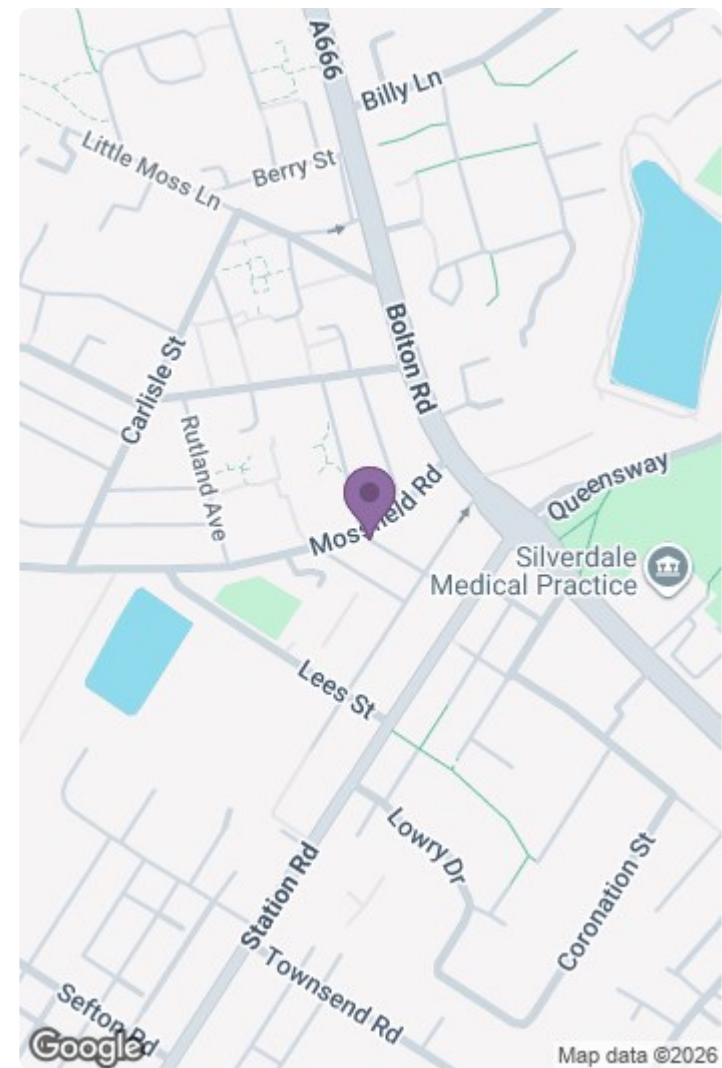 A666
Billy Ln
Little Moss Ln
Berry St
Bolton Rd
Carlisle St
Rutland Ave
Queensway
Mossfield Rd
Silverdale
Medical Practice
Lees St
Lowry Dr
Coronation St
Station Rd
Townsend Rd
Sefton Rd
Google
Map data ©2026